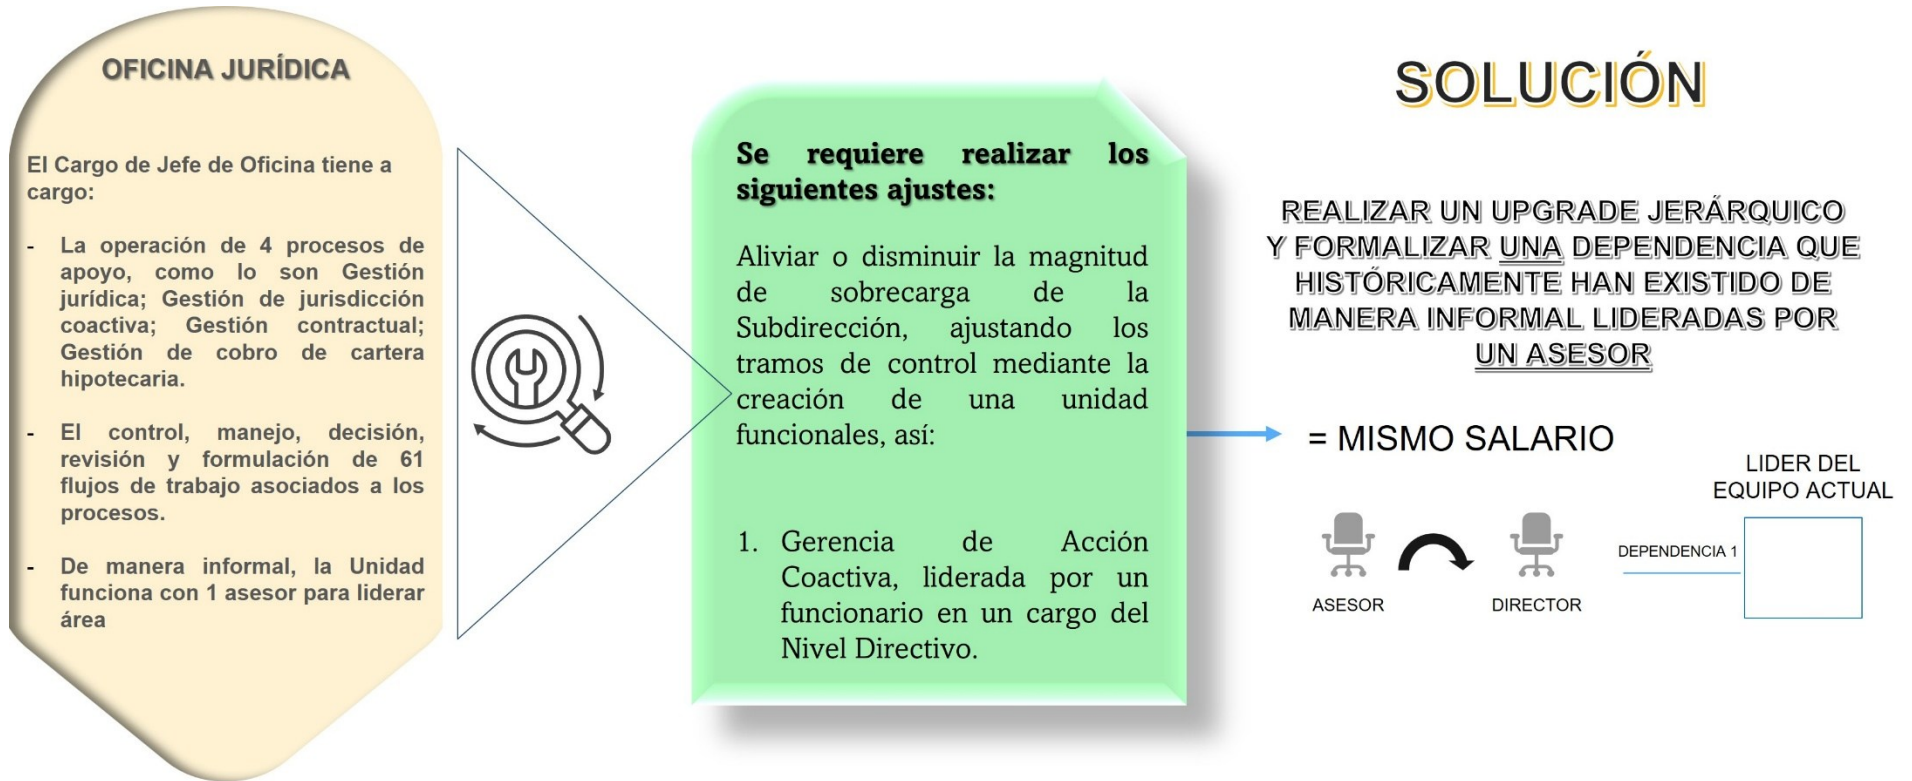 OFICINA JURÍDICA
El Cargo de Jefe de Oficina tiene a
cargo:
- La operación de 4 procesos de
apoyo, como lo son Gestión
jurídica; Gestión de jurisdicción
coactiva; Gestión contractual;
Gestión de cobro de cartera
hipotecaria.
- El control, manejo, decisión,
revisión y formulación de 61
flujos de trabajo asociados a los
procesos.
- De manera informal, la Unidad
funciona con 1 asesor para liderar
área
Se requiere realizar los
siguientes ajustes:
Aliviar o disminuir la magnitud
de sobrecarga de la
Subdirección, ajustando los
tramos de control mediante la
creación de una unidad
funcionales, así:
1. Gerencia de Acción
Coactiva, liderada por un
funcionario en un cargo del
Nivel Directivo.
SOLUCIÓN
REALIZAR UN UPGRADE JERÁRQUICO
Y FORMALIZAR UNA DEPENDENCIA QUE
HISTÓRICAMENTE HAN EXISTIDO DE
MANERA INFORMAL LIDERADAS POR
UN ASESOR
= MISMO SALARIO
LIDER DEL
EQUIPO ACTUAL
DEPENDENCIA 1
ASESOR
DIRECTOR